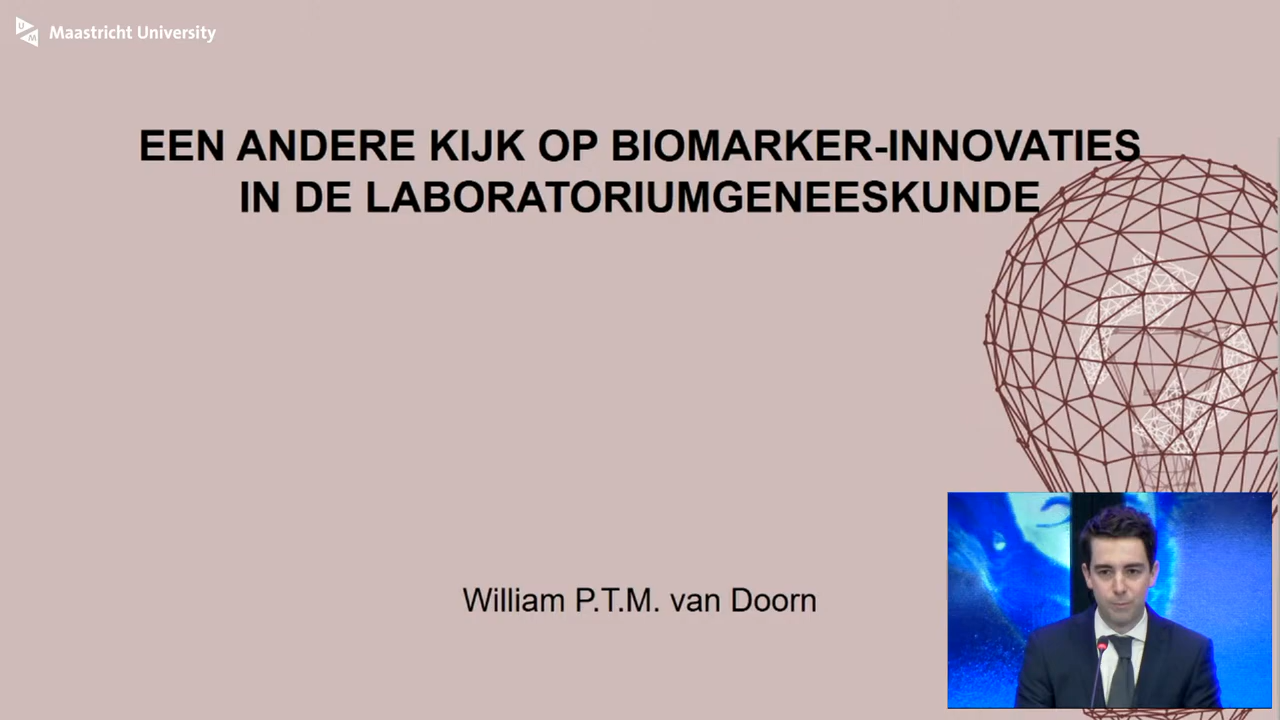 Maastricht University
EEN ANDERE KIJK OP BIOMARKER-INNOVATIES
IN DE LABORATORIUMGENEESKUNDE
William P.T.M. van Doorn